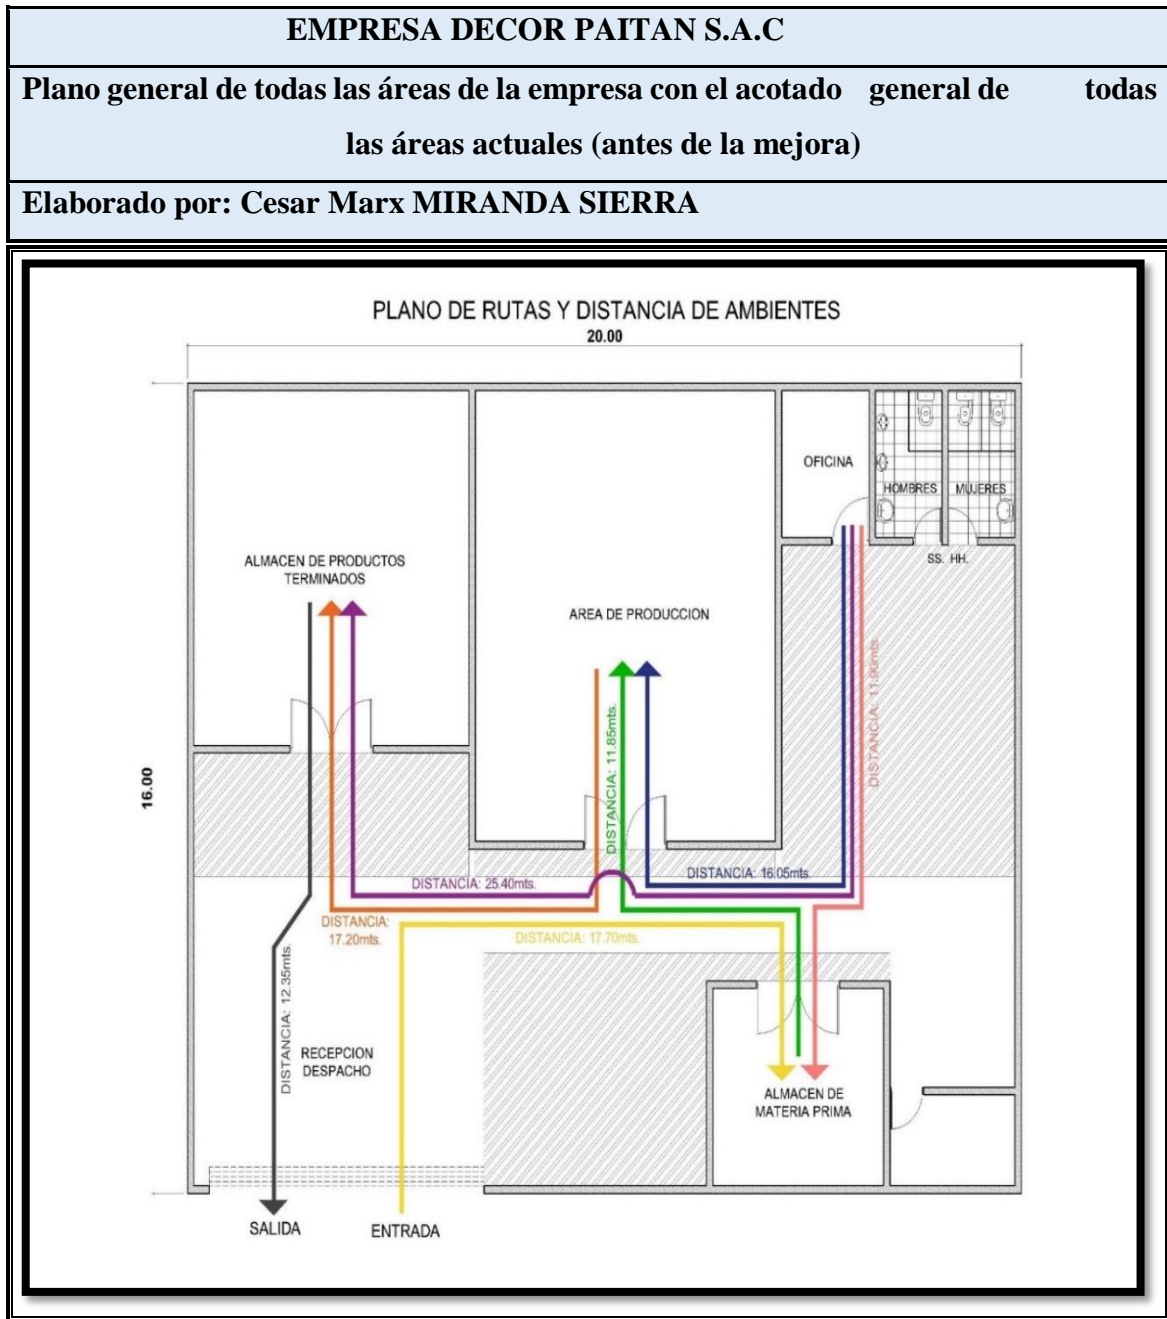 EMPRESA DECOR PAITAN S.A.C
Plano general de todas las áreas de la empresa con el acotado general de todas
las áreas actuales (antes de la mejora)
Elaborado por: Cesar Marx MIRANDA SIERRA
PLANO DE RUTAS Y DISTANCIA DE AMBIENTES
20.00
OFICINA
HOMBRES
MUJERES
SS. HH.
ALMACEN DE PRODUCTOS
TERMINADOS
AREA DE PRODUCCION
DISTANCIA: 11.90mts.
DISTANCIA: 11.85mts.
16.00
DISTANCIA: 16.05mts.
DISTANCIA: 25.40mts.
DISTANCIA:
17.20mts.
DISTANCIA: 17.70mts.
DISTANCIA: 12.35mts.
RECEPCION
DESPACHO
ALMACEN DE
MATERIA PRIMA
SALIDA
ENTRADA